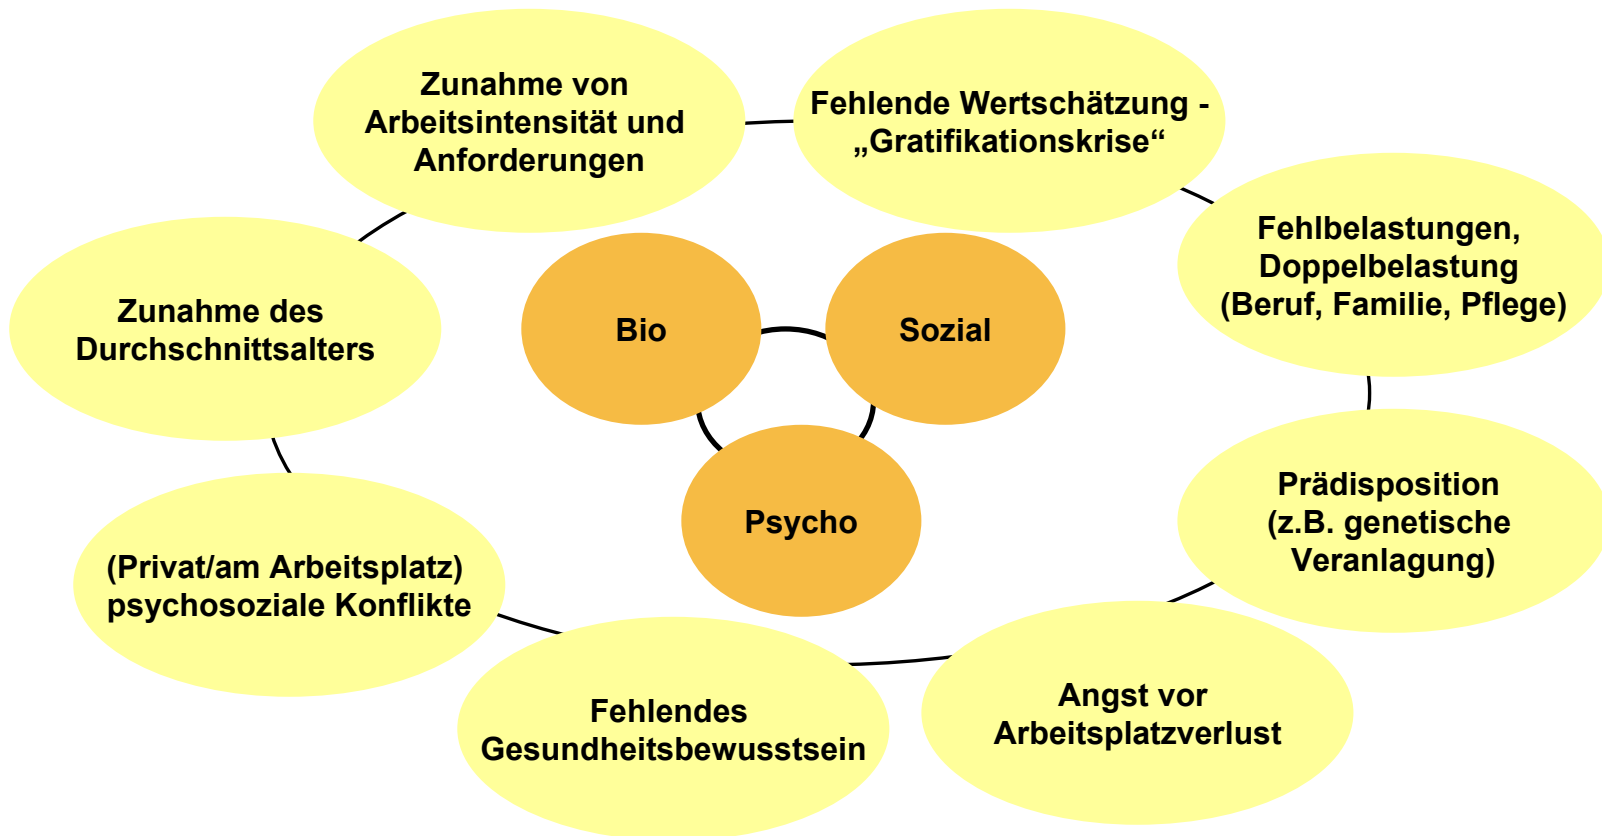 Zunahme von
Arbeitsintensität und
Anforderungen
Fehlende Wertschätzung -
„Gratifikationskrise“
Fehlbelastungen,
Doppelbelastung
(Beruf, Familie, Pflege)
Zunahme des
Durchschnittsalters
Bio
Sozial
Psycho
Prädisposition
(z.B. genetische
Veranlagung)
(Privat/am Arbeitsplatz)
psychosoziale Konflikte
Fehlendes
Gesundheitsbewusstsein
Angst vor
Arbeitsplatzverlust